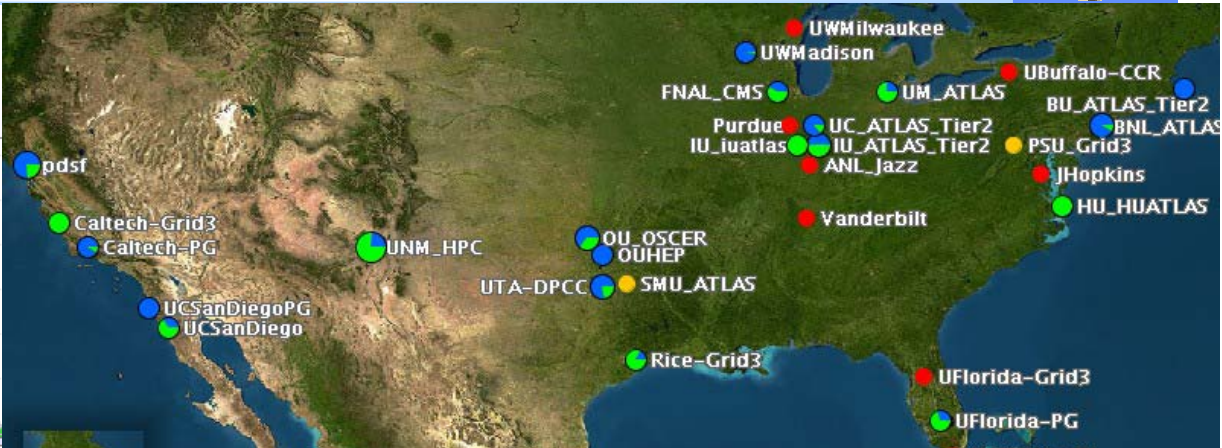 UWMilwaukee
UWMadison
UBuffalo-CCR
FNAL_CMS
UM_ATLAS
BU_ATLAS_Tier2
Purdue
UC_ATLAS_Tier2
BNL_ATLAS
IU_iuatlas
IU_ATLAS_Tier2
PSU_Grid3
pdsf
ANL_Jazz
JHopkins
HU_HUATLAS
Caltech-Grid3
Vanderbilt
Caltech-PG
UNM_HPC
OU_OSCER
OUHEP
UTA-DPCC
SMU_ATLAS
UCSanDiegoPG
UCSanDiego
Rice-Grid3
UFlorida-Grid3
UFlorida-PG